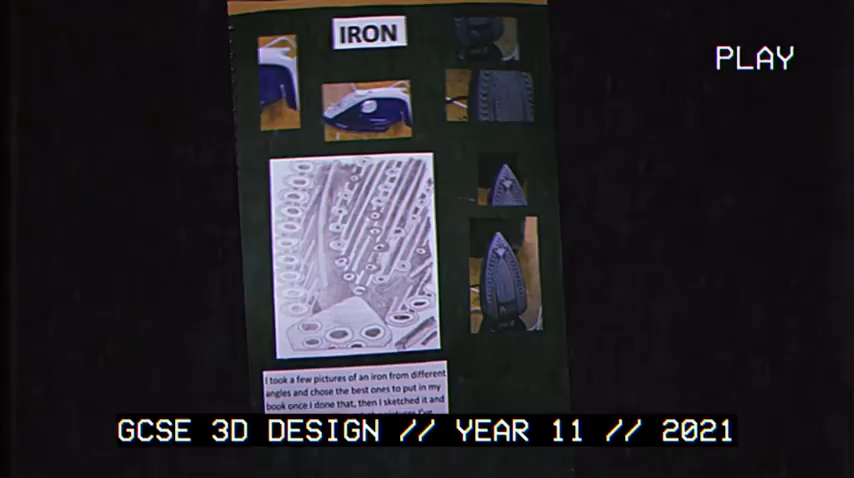 IRON
PLAY
I took a few pictures of an iron from different
angles and chose the best ones to put in my
book once I done that, then I sketched it and
GCSE 3D DESIGN // YEAR 11 // 2021